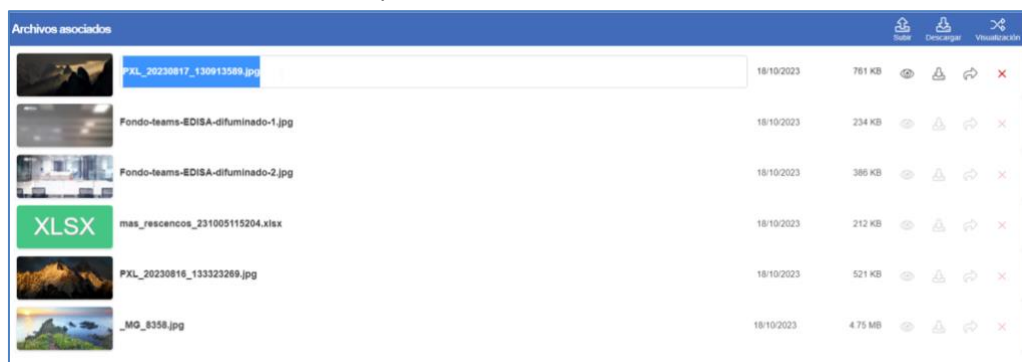 Archivos asociados Subir Descargar Visualización
PXL_20230817_130913589.jpg 18/10/2023 761 KB
Fondo-teams-EDISA-difuminado-1.jpg 18/10/2023 234 KB
Fondo-teams-EDISA-difuminado-2.jpg 18/10/2023 386 KB
XLSX mas_rescencos_231005115204.xlsx 18/10/2023 212 KB
PXL_20230816_133323269.jpg 18/10/2023 521 KB
_MG_8358.jpg 18/10/2023 4.75 MB